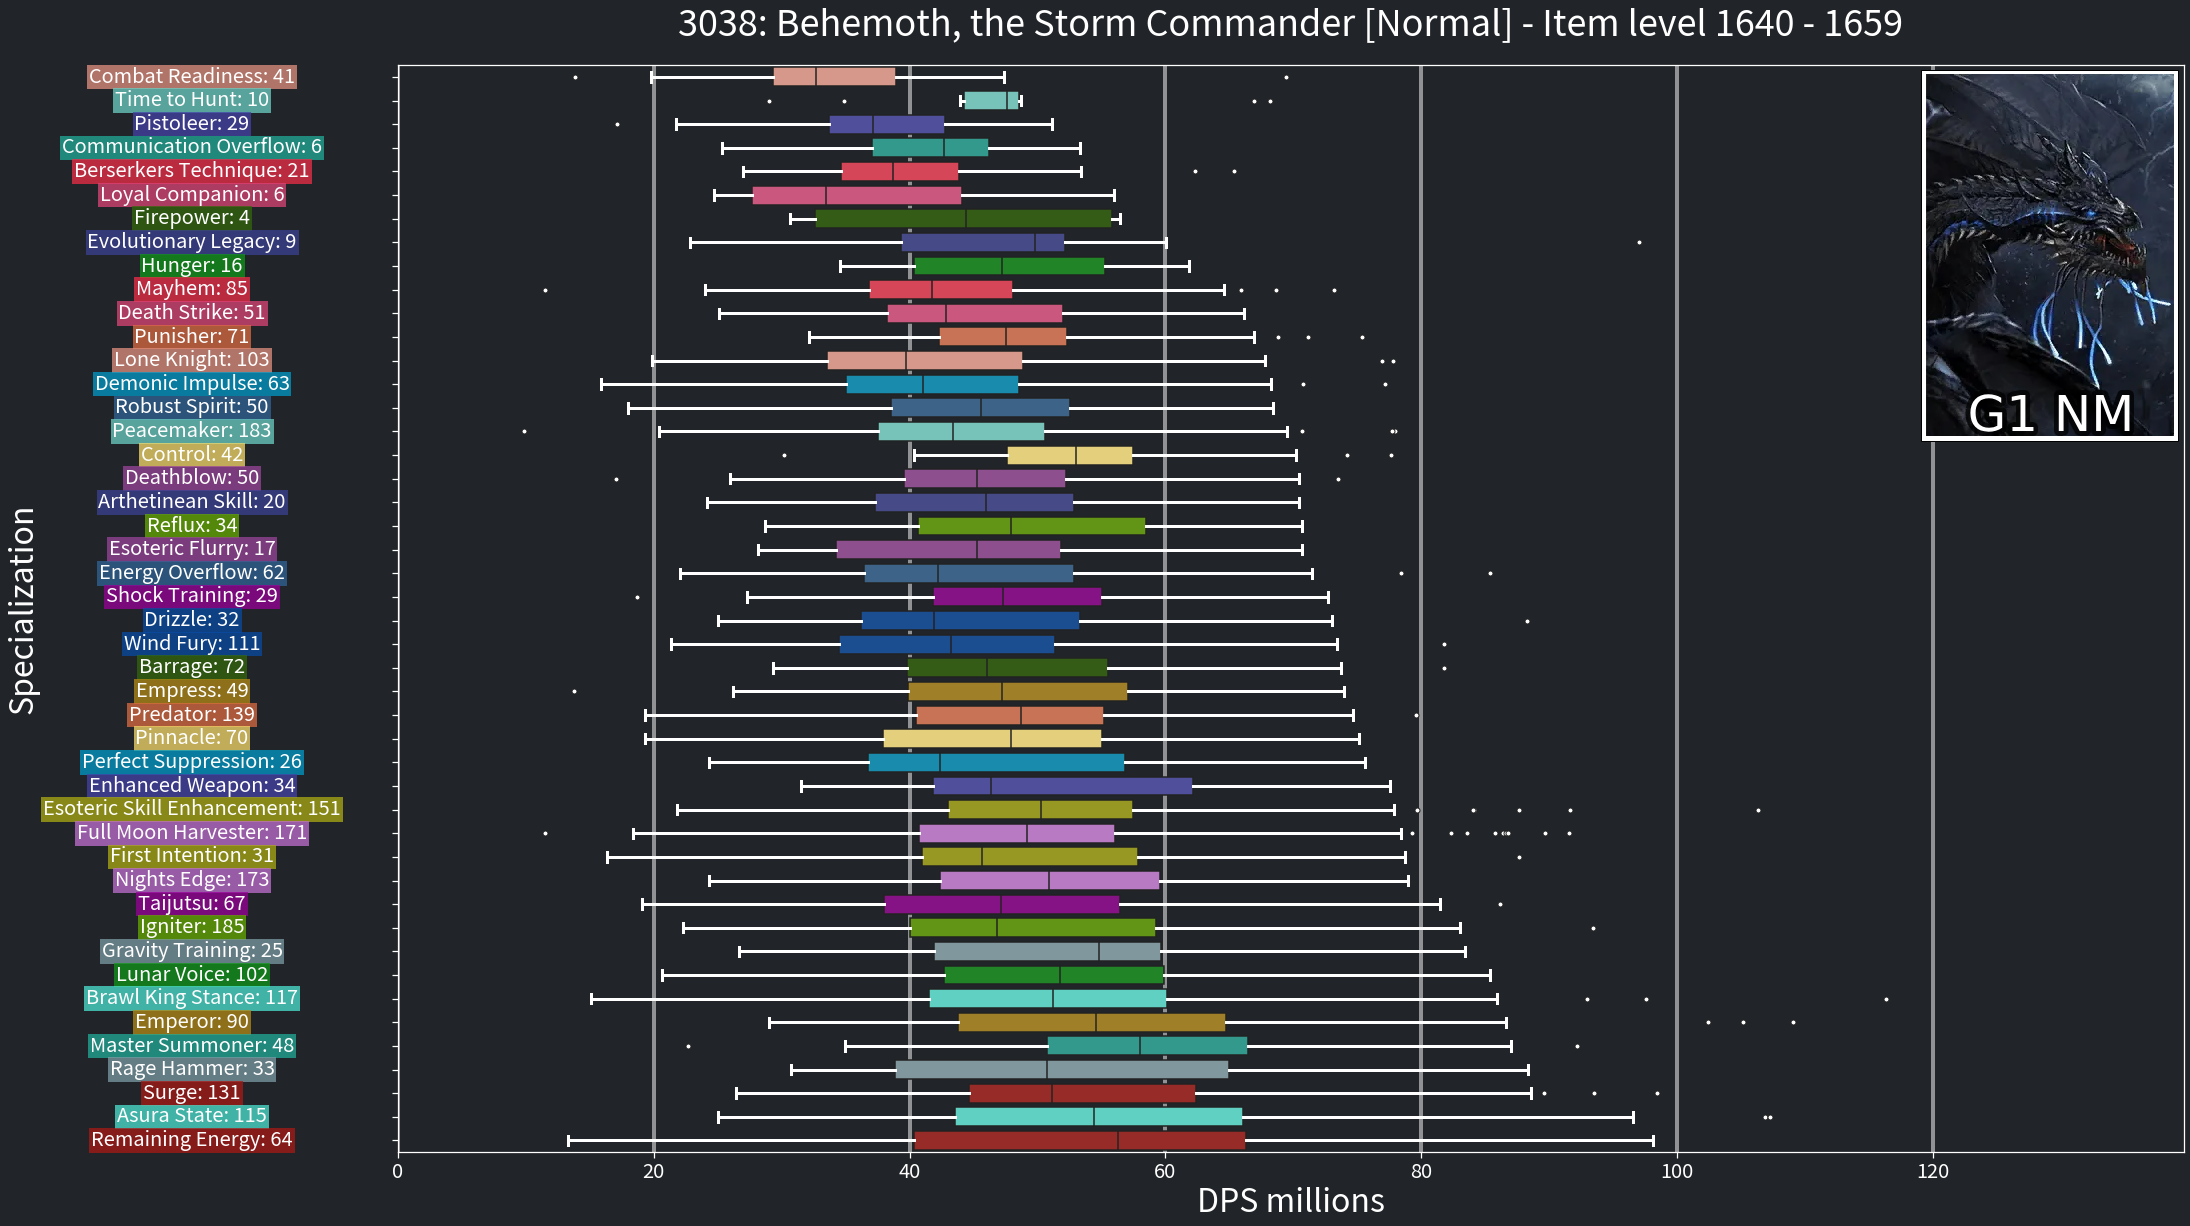 3038: Behemoth, the Storm Commander [Normal] - Item level 1640 - 1659
Combat Readiness: 41
Time to Hunt: 10
Pistoleer: 29
Communication Overflow: 6
Berserkers Technique: 21
Loyal Companion: 6
Firepower: 4
Evolutionary Legacy: 9
Hunger: 16
Mayhem: 85
Death Strike: 51
Punisher: 71
Lone Knight: 103
Demonic Impulse: 63
Robust Spirit: 50
Peacemaker: 183
Control: 42
Deathblow: 50
Arthetinean Skill: 20
Reflux: 34
Esoteric Flurry: 17
Energy Overflow: 62
Shock Training: 29
Drizzle: 32
Wind Fury: 111
Barrage: 72
Empress: 49
Predator: 139
Pinnacle: 70
Perfect Suppression: 26
Enhanced Weapon: 34
Esoteric Skill Enhancement: 151
Full Moon Harvester: 171
First Intention: 31
Nights Edge: 173
Taijutsu: 67
Igniter: 185
Gravity Training: 25
Lunar Voice: 102
Brawl King Stance: 117
Emperor: 90
Master Summoner: 48
Rage Hammer: 33
Surge: 131
Asura State: 115
Remaining Energy: 64
Specialization
G1 NM
0 20 40 60 80 100 120
DPS millions